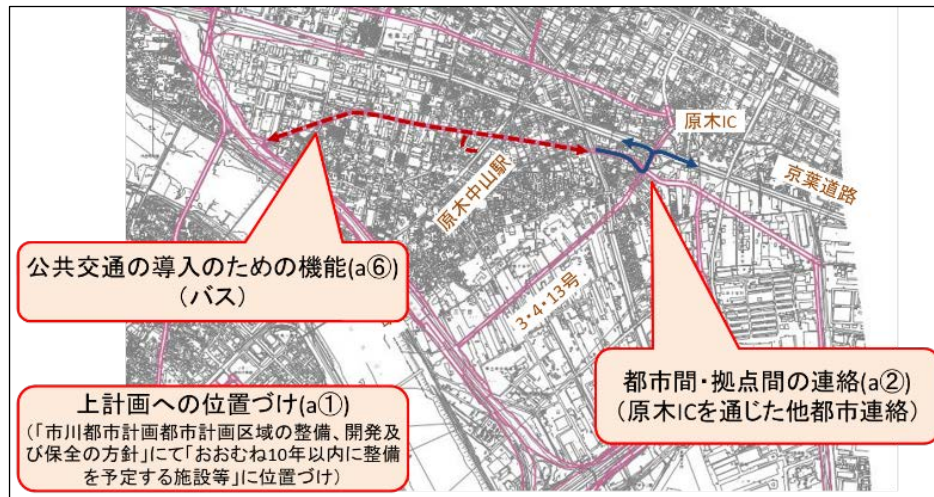 原木IC
京葉道路
原木中山駅
3・4・13号
公共交通の導入のための機能(a⑥)
（バス）
都市間・拠点間の連絡(a②)
（原木ICを通じた他都市連絡）
上計画への位置づけ(a①)
（「市川都市計画都市計画区域の整備、開発及
び保全の方針」にて「おおむね10年以内に整備
を予定する施設等」に位置づけ）